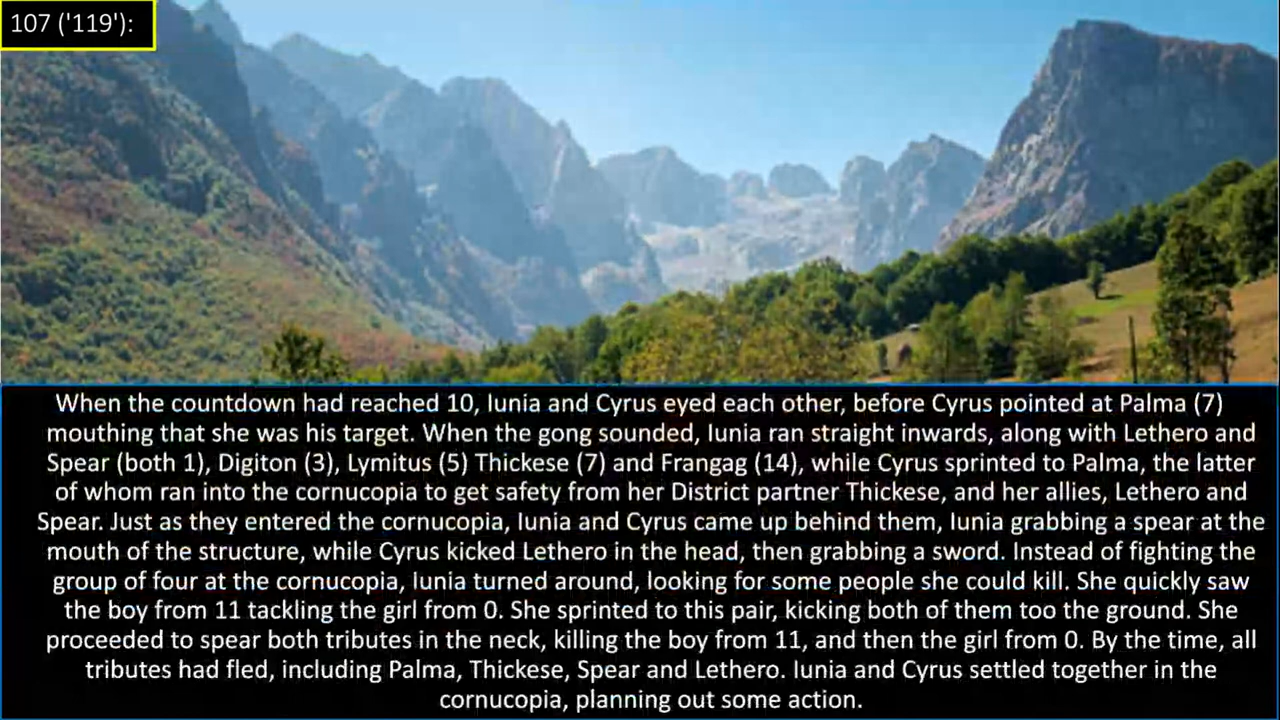 107 ('119'):
When the countdown had reached 10, Iunia and Cyrus eyed each other, before Cyrus pointed at Palma (7)
mouthing that she was his target. When the gong sounded, Iunia ran straight inwards, along with Lethero and
Spear (both 1), Digiton (3), Lymitus (5) Thickese (7) and Frangag (14), while Cyrus sprinted to Palma, the latter
of whom ran into the cornucopia to get safety from her District partner Thickese, and her allies, Lethero and
Spear. Just as they entered the cornucopia, Iunia and Cyrus came up behind them, Iunia grabbing a spear at the
mouth of the structure, while Cyrus kicked Lethero in the head, then grabbing a sword. Instead of fighting the
group of four at the cornucopia, Iunia turned around, looking for some people she could kill. She quickly saw
the boy from 11 tackling the girl from 0. She sprinted to this pair, kicking both of them too the ground. She
proceeded to spear both tributes in the neck, killing the boy from 11, and then the girl from 0. By the time, all
tributes had fled, including Palma, Thickese, Spear and Lethero. Iunia and Cyrus settled together in the
cornucopia, planning out some action.